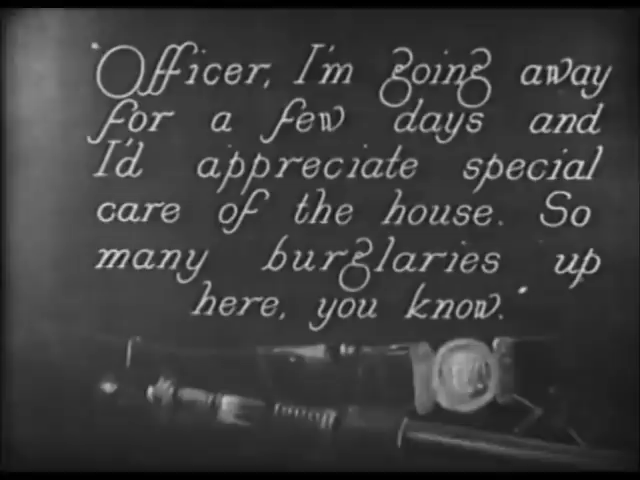 "Officer, I'm going away
for a few days and
I'd appreciate special
care of the house. So
many burglaries up
here, you know."